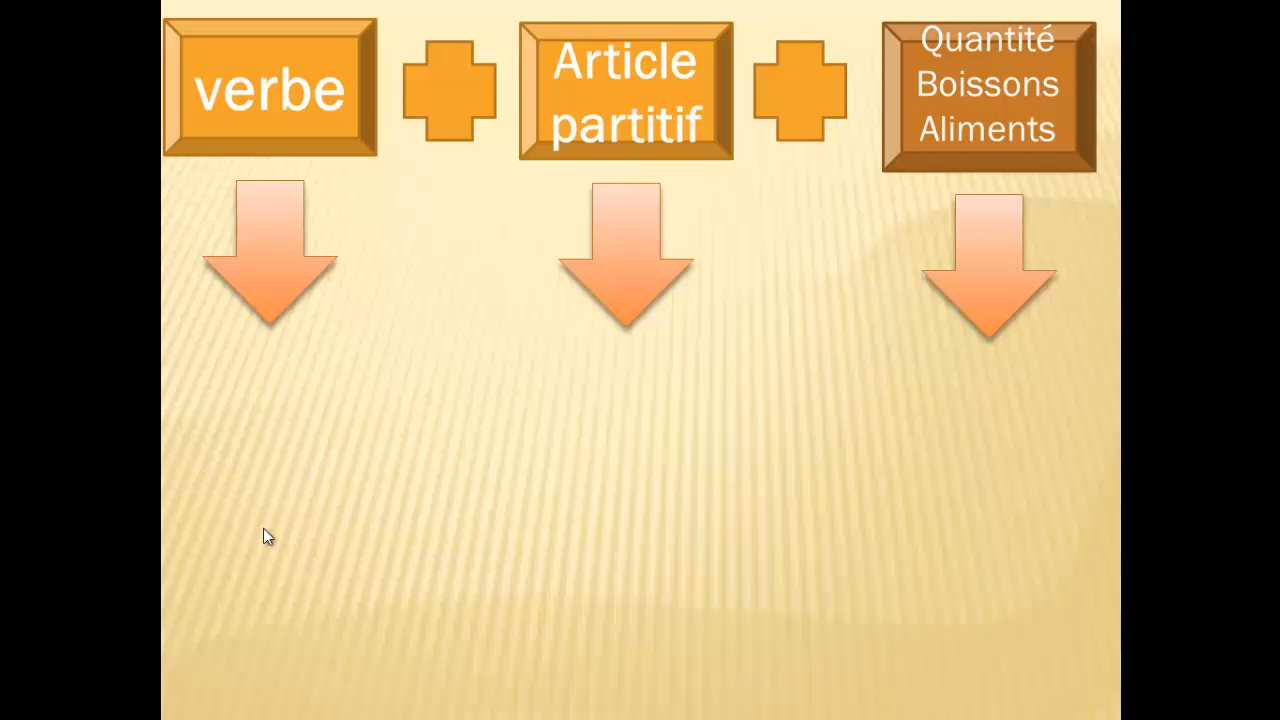 verbe
Article
partitif
Quantité
Boissons
Aliments